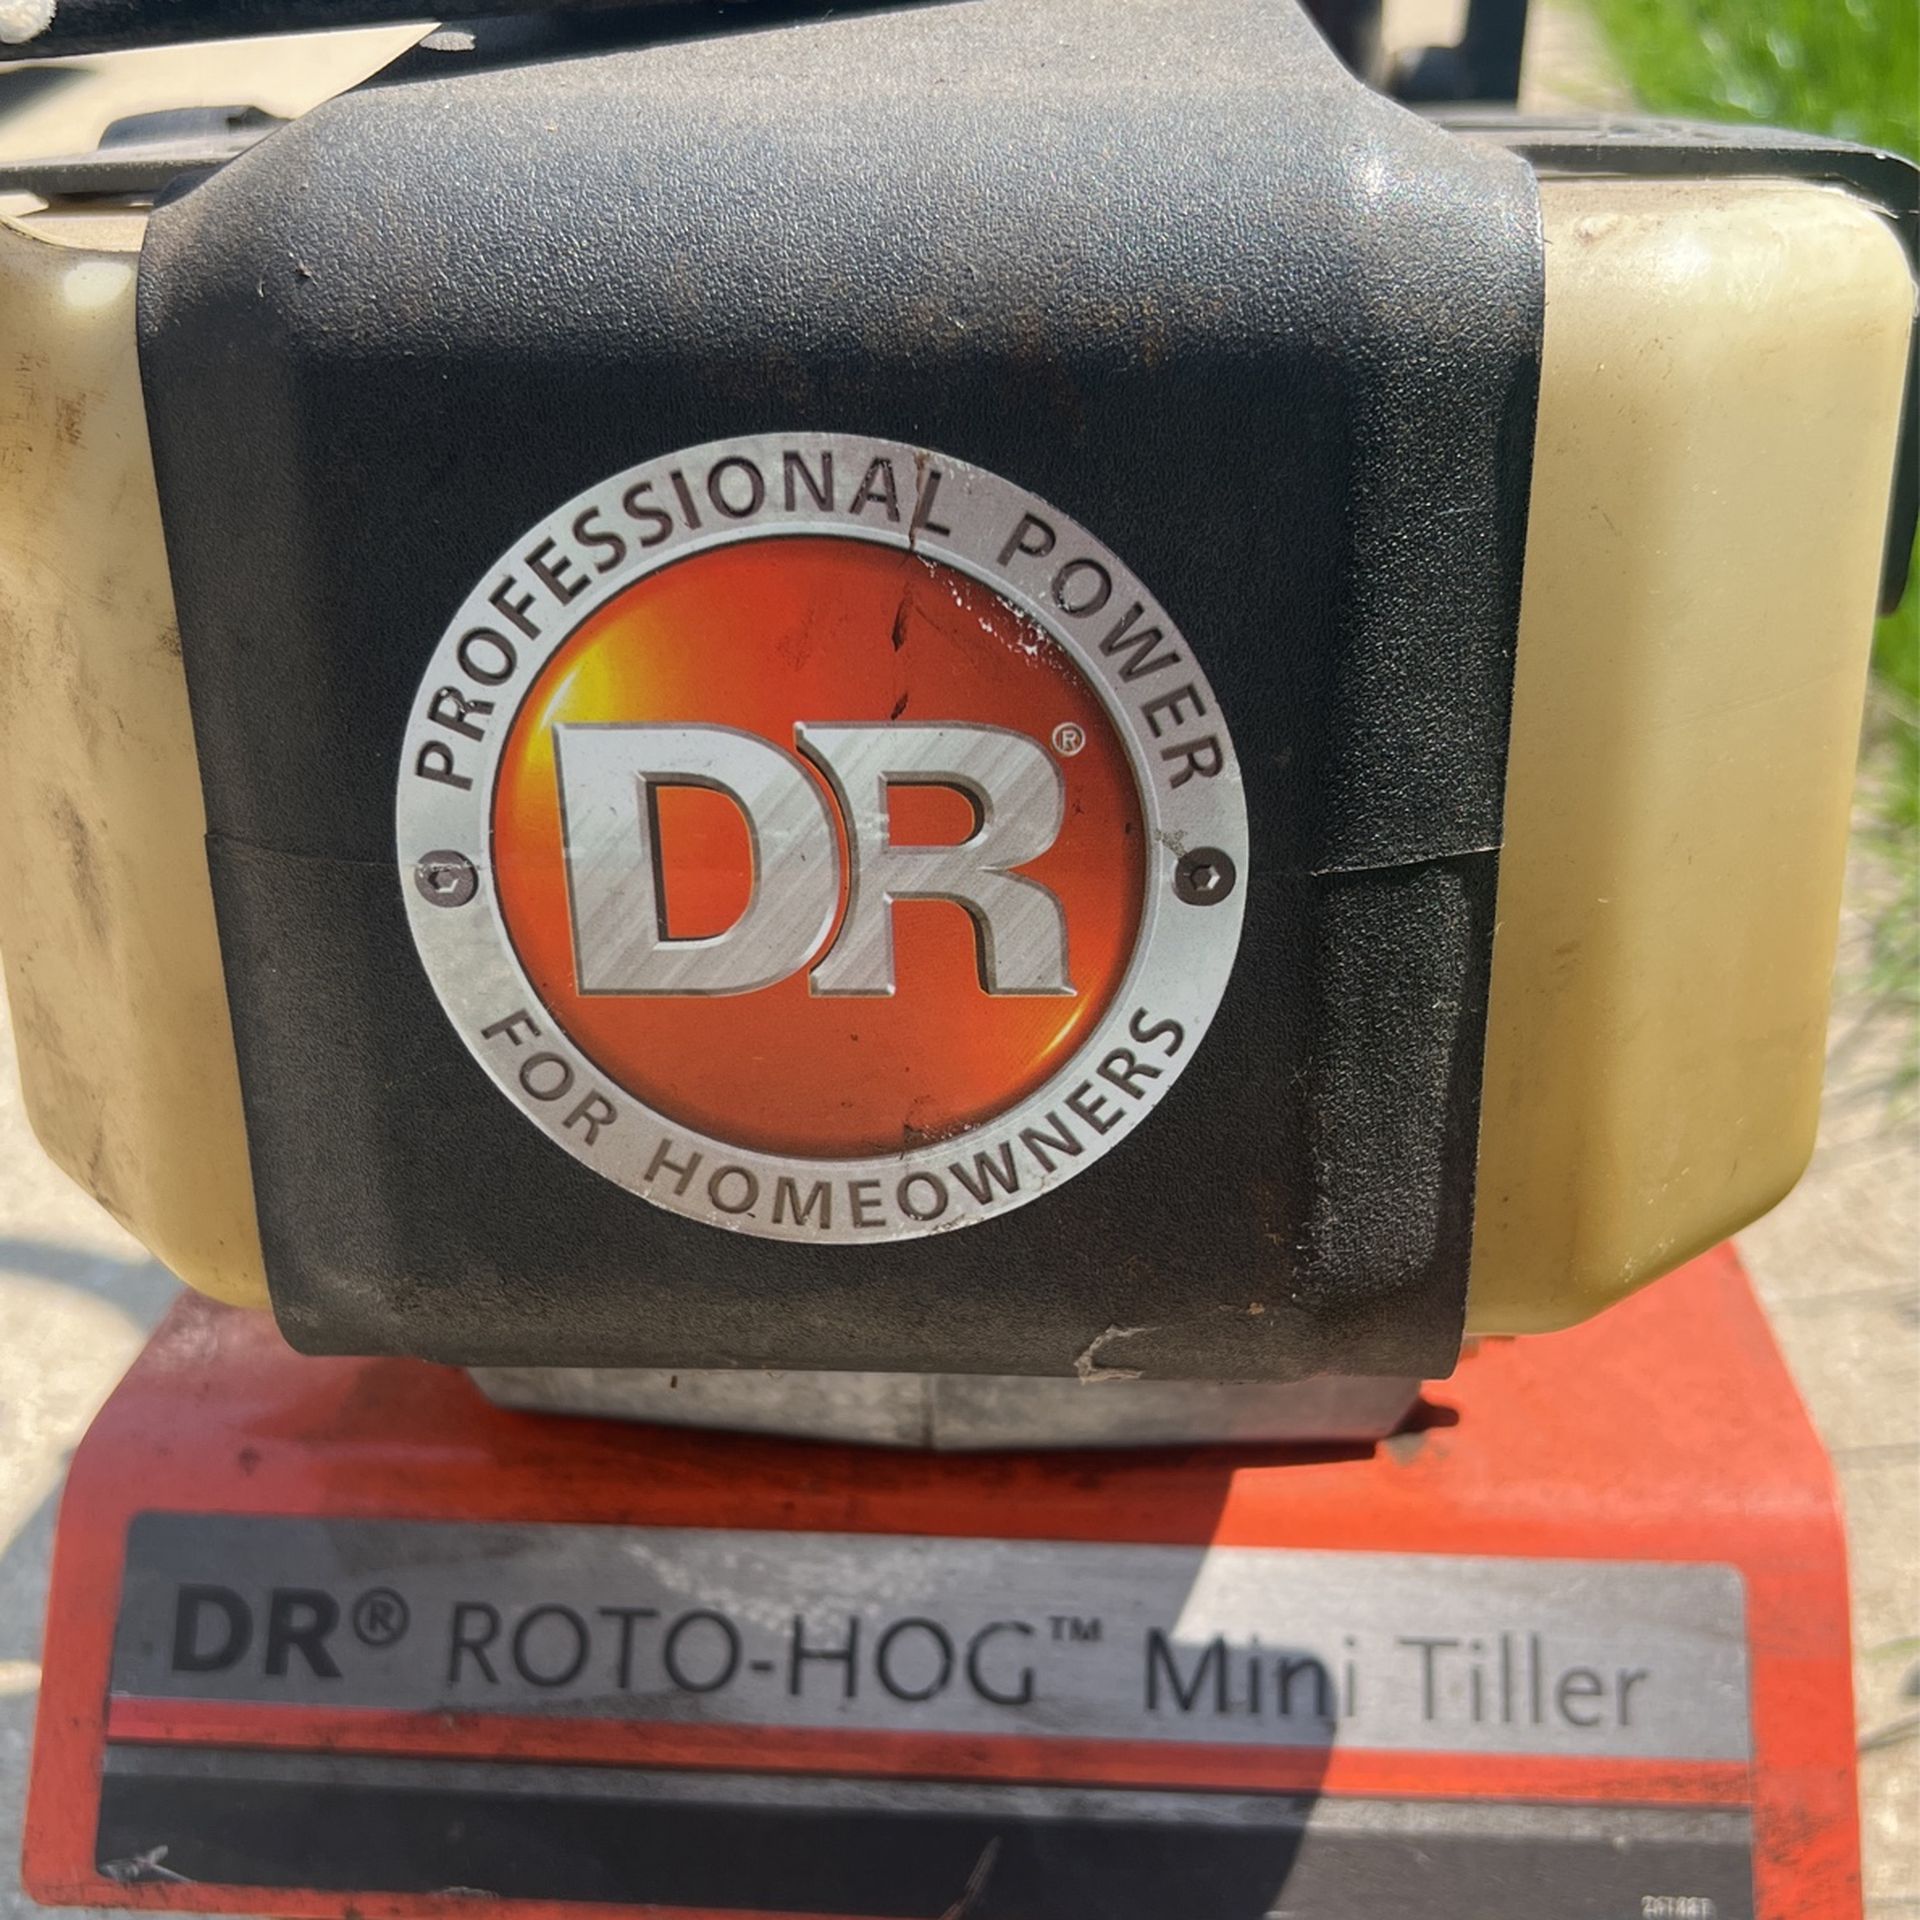 PROFESSIONAL POWER
DR®
FOR HOMEOWNERS
DR® ROTO-HOG™ Mini Tiller